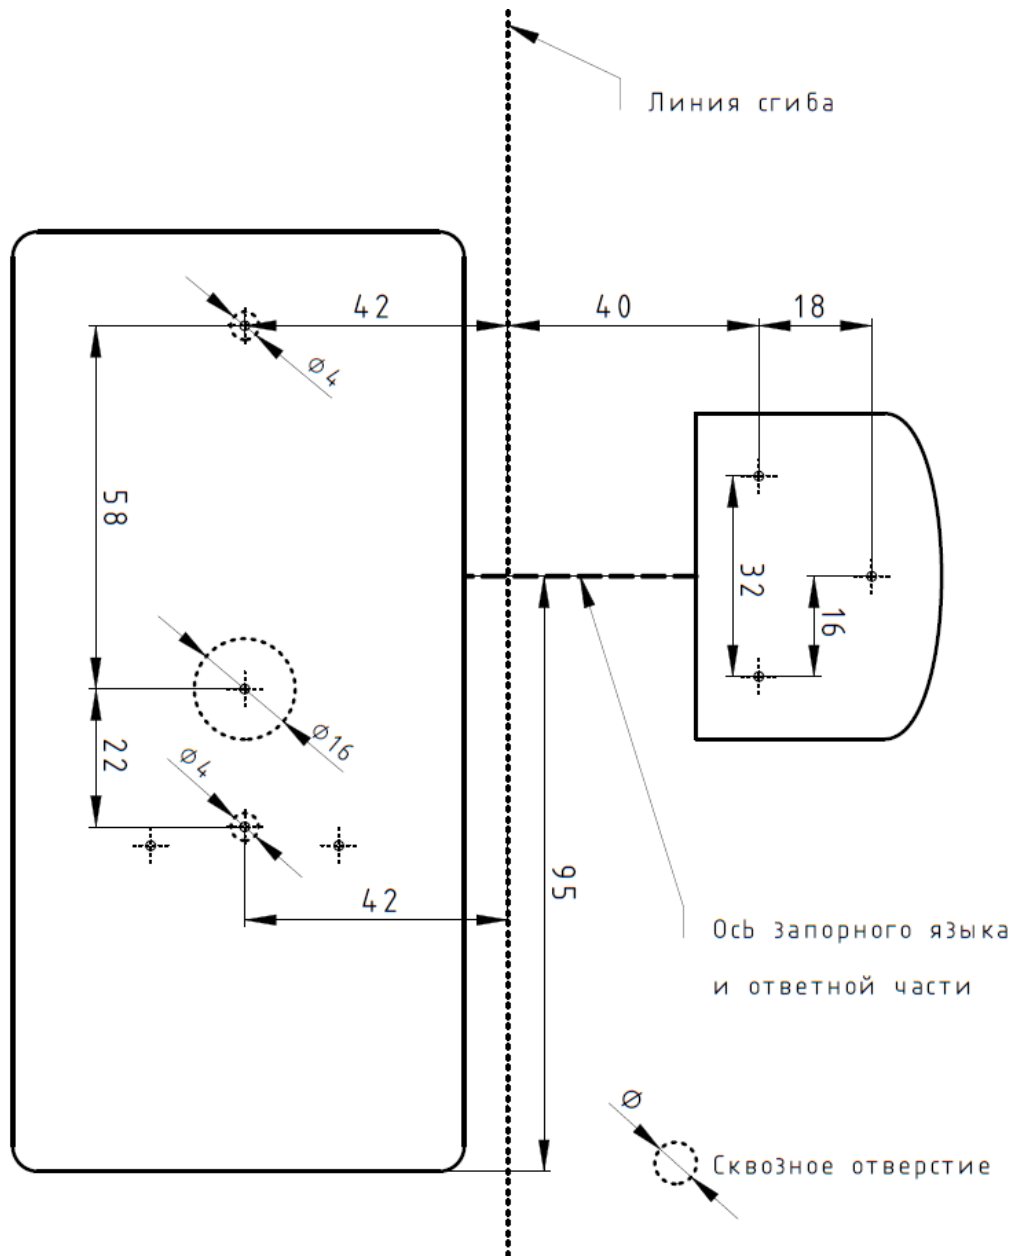 Линия сгиба
42
40
18
Ø4
58
32
16
Ø16
22
Ø4
95
42
Ось запорного языка
и ответной части
Ø
Сквозное отверстие